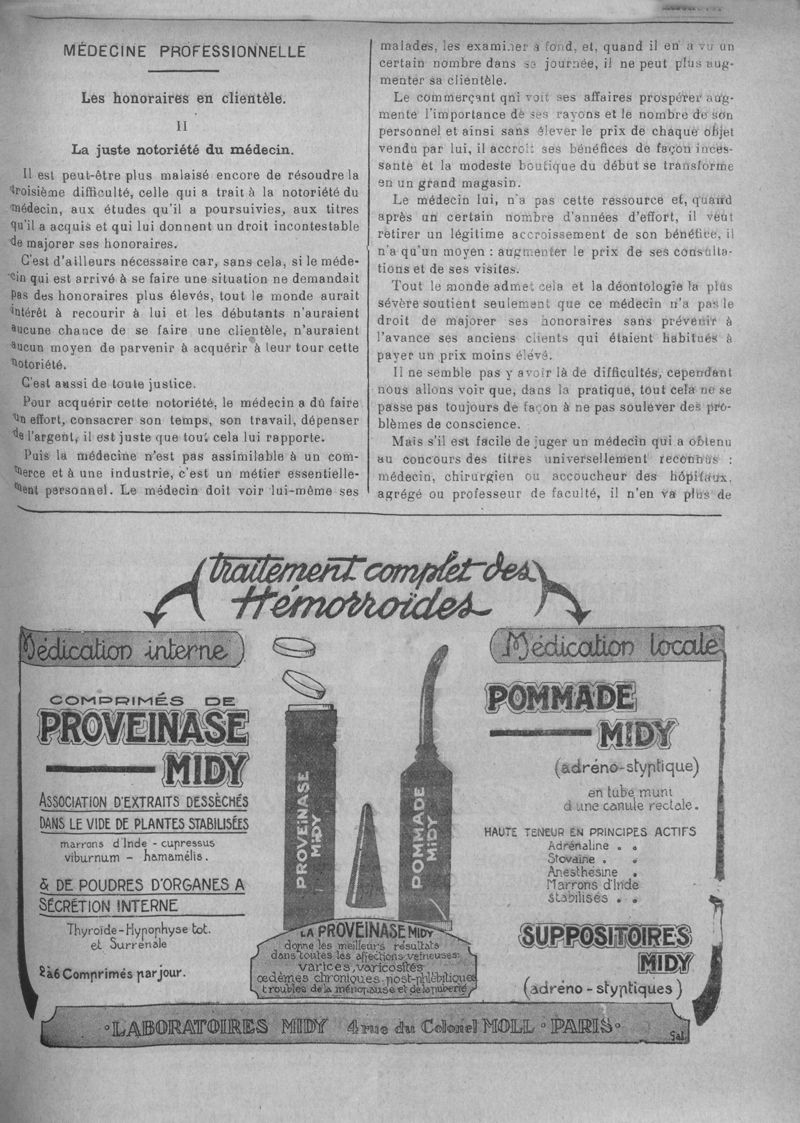 MÉDECINE PROFESSIONNELLE
Les honoraires en clientèle.
II
La juste notoriété du médecin.
Il est peut-être plus malaisé encore de résoudre la
troisième difficulté, celle qui a trait à la notoriété du
médecin, aux études qu'il a poursuivies, aux titres
qu'il a acquis et qui lui donnent un droit incontestable
de majorer ses honoraires.
C'est d'ailleurs nécessaire car, sans cela, si le méde-
cin qui est arrivé à se faire une situation ne demandait
pas des honoraires plus élevés, tout le monde aurait
intérêt à recourir à lui et les débutants n'auraient
aucune chance de se faire une clientèle, n'auraient
aucun moyen de parvenir à acquérir à leur tour cette
notoriété.
C'est aussi de toute justice.
Pour acquérir cette notoriété, le médecin a dû faire
un effort, consacrer son temps, son travail, dépenser
de l'argent, il est juste que tout cela lui rapporte.
Puis la médecine n'est pas assimilable à un com-
merce et à une industrie, c'est un métier essentielle-
ment personnel. Le médecin doit voir lui-même ses
malades, les examiner à fond, et, quand il en a vu un
certain nombre dans sa journée, il ne peut plus aug-
menter sa clientèle.
Le commerçant qni voit ses affaires prospérer aug-
mente l'importance de ses rayons et le nombre de son
personnel et ainsi sans élever le prix de chaque objet
vendu par lui, il accroît ses bénéfices de façon inces-
sante et la modeste boutique du début se transforme
en un grand magasin.
Le médecin lui, n'a pas cette ressource et, quand
après un certain nombre d'années d'effort, il veut
retirer un légitime accroissement de son bénéfice, il
n'a qu'un moyen : augmenter le prix de ses consulta-
tions et de ses visites.
Tout le monde admet cela et la déontologie la plus
sévère soutient seulement que ce médecin n'a pas le
droit de majorer ses honoraires sans prévenir à
l'avance ses anciens clients qui étaient habitués à
payer un prix moins élevé.
Il ne semble pas y avoir là de difficultés, cependant
nous allons voir que, dans la pratique, tout cela ne se
passe pas toujours de façon à ne pas soulever des pro-
blèmes de conscience.
Mais s'il est facile de juger un médecin qui a obtenu
au concours des titres universellement reconnus :
médecin, chirurgien ou accoucheur des hôpitaux,
agrégé ou professeur de faculté, il n'en va plus de
traitement complet des
Hémorroïdes
Médication interne
COMPRIMÉS DE
PROVEINASE
MIDY
ASSOCIATION D'EXTRAITS DESSÉCHÉS
DANS LE VIDE DE PLANTES STABILISÉES
marrons d'Inde - cupressus
viburnum - hamamélis.
& DE POUDRES D'ORGANES A
SÉCRÉTION INTERNE
Thyroïde-Hypophyse tot.
et Surrénale
2 à 6 Comprimés par jour.
PROVEINASE
MIDY
POMMADE
MIDY
LA PROVEINASE MIDY
donne les meilleurs résultats
dans toutes les affections veineuses:
varices, varicosités
œdèmes chroniques post-phlébitiques
troubles de la ménopause et de la puberté
Médication locale
POMMADE
MIDY
(adréno-styptique)
en tube muni
d'une canule rectale.
HAUTE TENEUR EN PRINCIPES ACTIFS
Adrénaline
Stovaïne
Anesthésine
Marrons d'Inde
Stabilisés
SUPPOSITOIRES
MIDY
(adréno-styptiques)
LABORATOIRES MIDY 4 rue du Colonel MOLL PARIS
Gal.